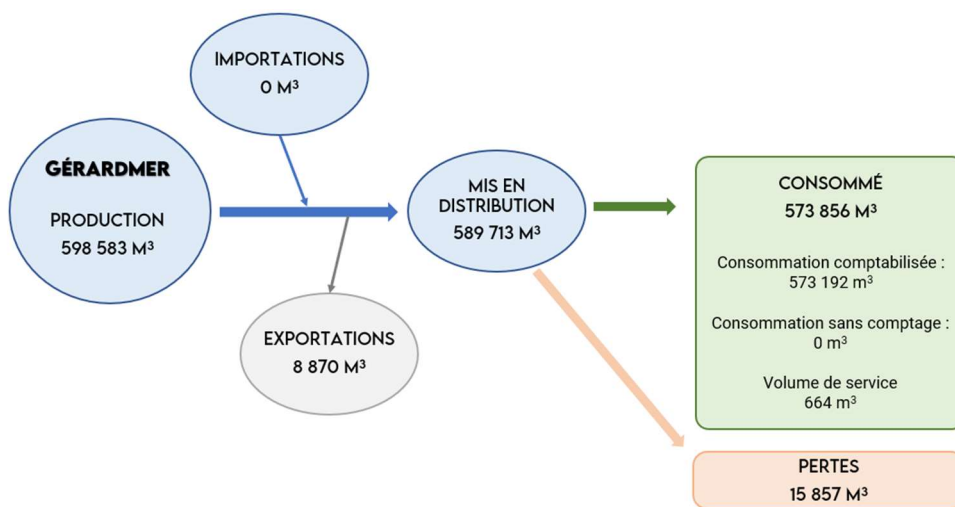 IMPORTATIONS
0 M³
GÉRARDMER
PRODUCTION
598 583 M³
MIS EN
DISTRIBUTION
589 713 M³
EXPORTATIONS
8 870 M³
CONSOMMÉ
573 856 M³
Consommation comptabilisée :
573 192 m³
Consommation sans comptage :
0 m³
Volume de service
664 m³
PERTES
15 857 M³